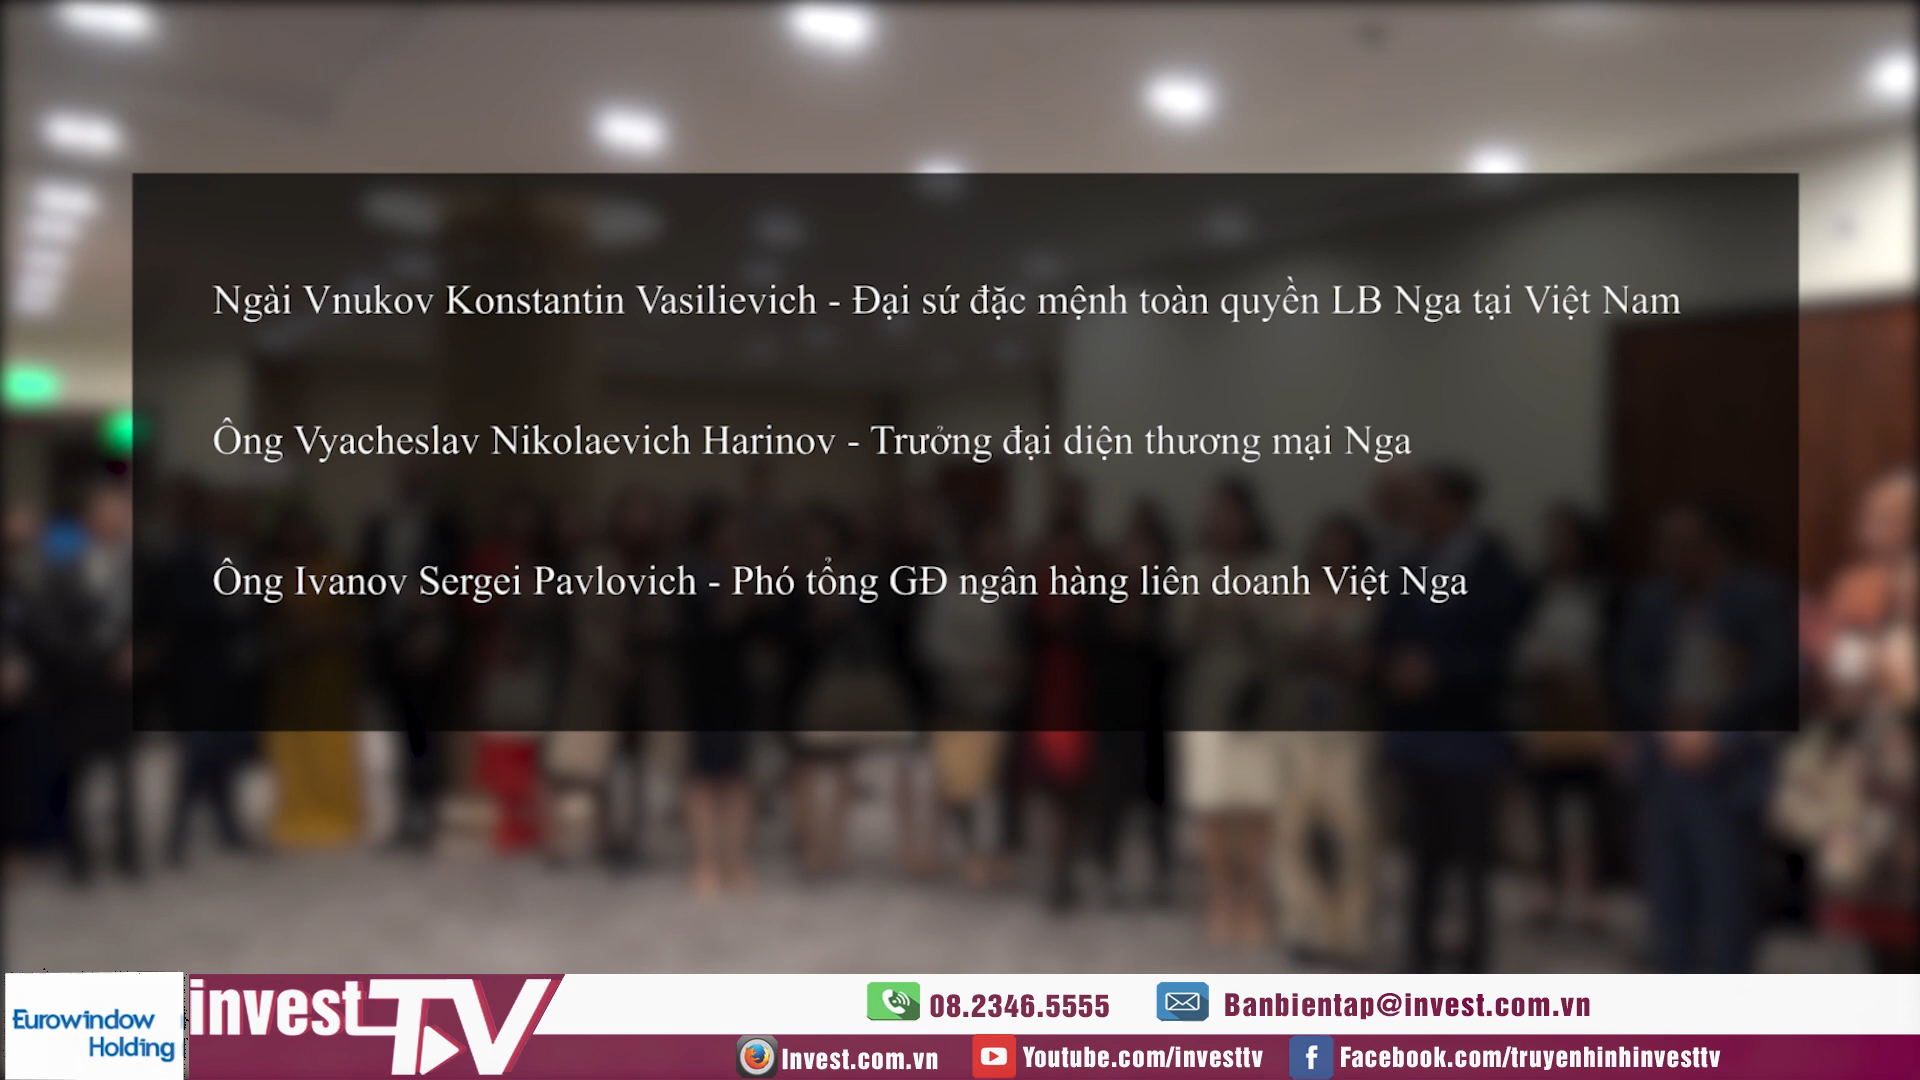 Ngài Vnukov Konstantin Vasilievich - Đại sứ đặc mệnh toàn quyền LB Nga tại Việt Nam
Ông Vyacheslav Nikolaevich Harinov - Trưởng đại diện thương mại Nga
Ông Ivanov Sergei Pavlovich - Phó tổng GĐ ngân hàng liên doanh Việt Nga
Eurowindow
Holding
invest TV
08.2346.5555
Banbientap@invest.com.vn
Invest.com.vn
Youtube.com/investtv
Facebook.com/truyenhinhinvesttv